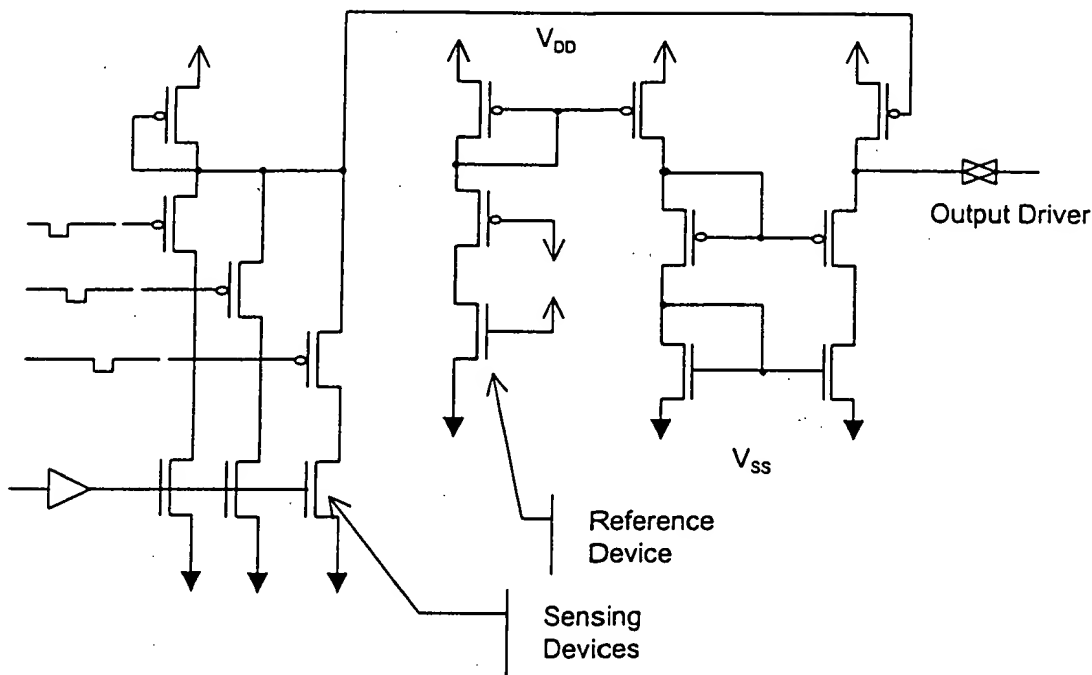 V_DD
Output Driver
V_SS
Reference
Device
Sensing
Devices